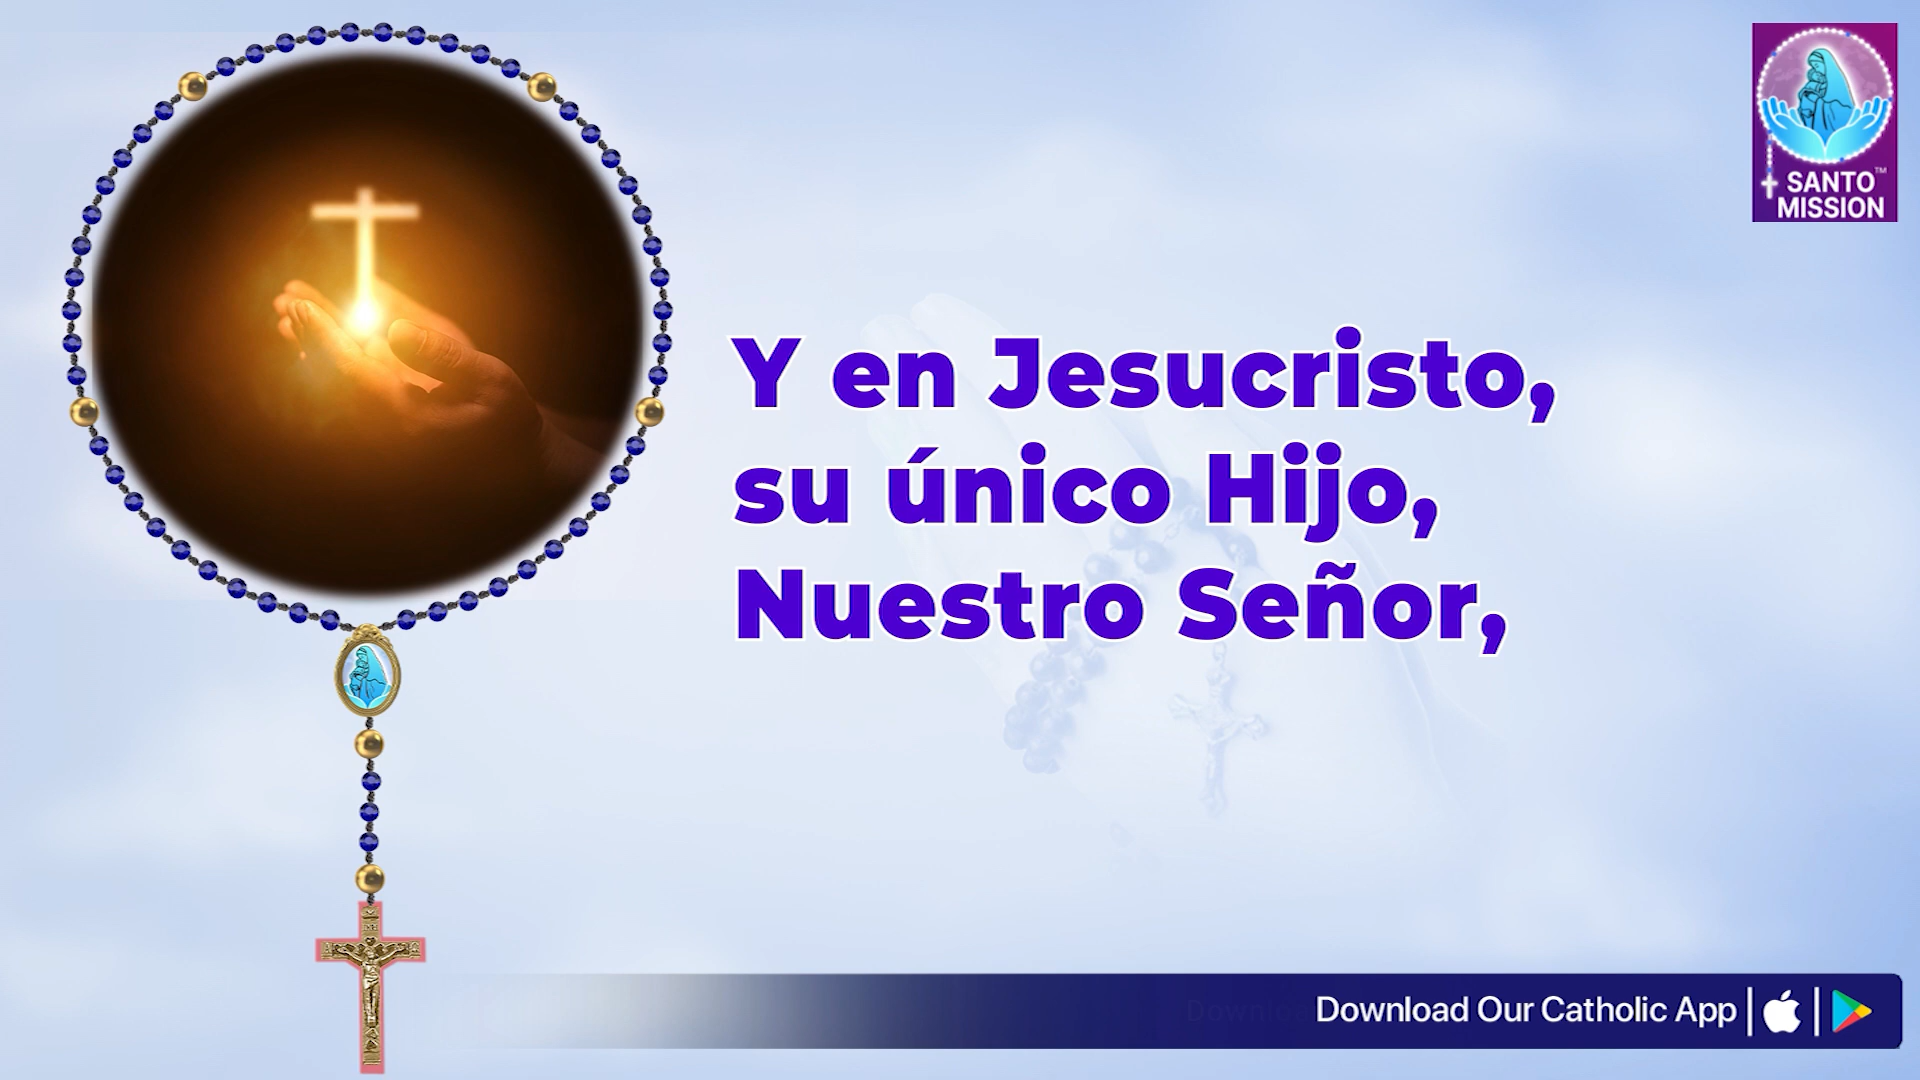 SANTO™
MISSION
Y en Jesucristo,
su único Hijo,
Nuestro Señor,
Download Our Catholic App